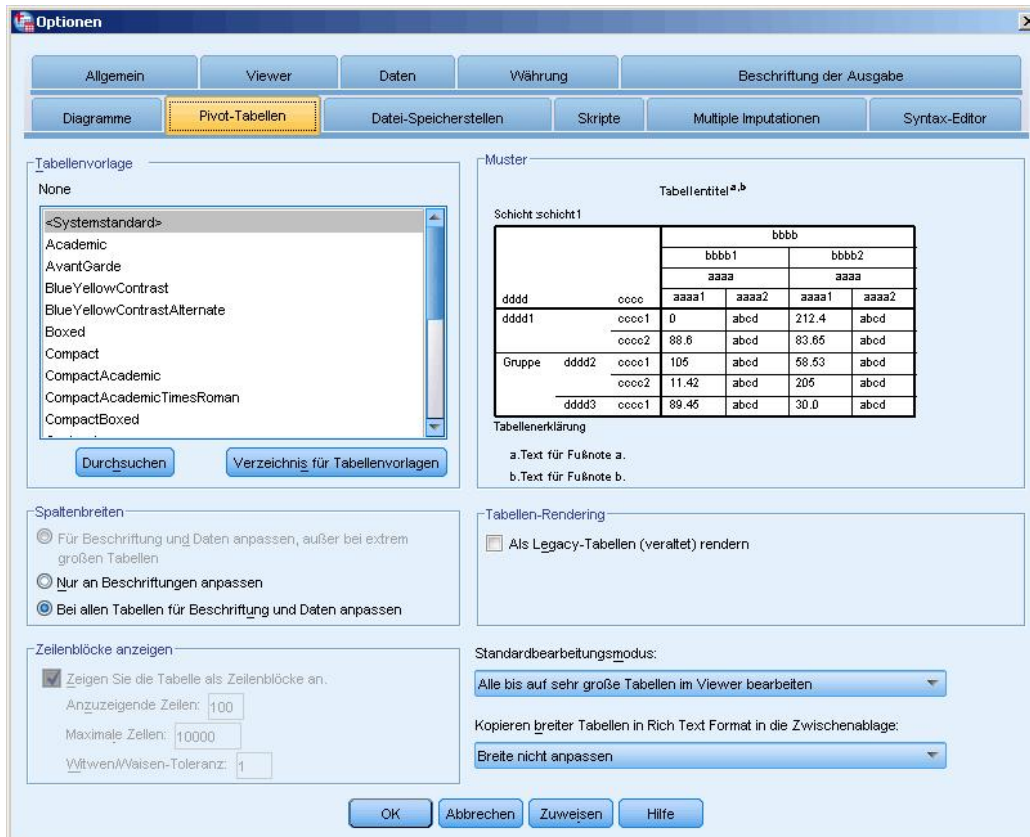 Optionen
Allgemein Viewer Daten Währung Beschriftung der Ausgabe
Diagramme Pivot-Tabellen Datei-Speicherstellen Skripte Multiple Imputationen Syntax-Editor
Tabellenvorlage
None
<Systemstandard>
Academic
AvantGarde
BlueYellowContrast
BlueYellowContrastAlternate
Boxed
Compact
CompactAcademic
CompactAcademicTimesRoman
CompactBoxed
Durchsuchen Verzeichnis für Tabellenvorlagen
Muster
Tabellentitel a,b
Schicht :schicht1
bbbb
bbbb1 bbbb2
aaaa aaaa
dddd cccc aaaa1 aaaa2 aaaa1 aaaa2
dddd1 cccc1 0 abcd 212.4 abcd
cccc2 88.6 abcd 83.65 abcd
Gruppe dddd2 cccc1 105 abcd 58.53 abcd
cccc2 11.42 abcd 205 abcd
dddd3 cccc1 89.45 abcd 30.0 abcd
Tabellenerklärung
a.Text für Fußnote a.
b.Text für Fußnote b.
Spaltenbreiten
Für Beschriftung und Daten anpassen, außer bei extrem
großen Tabellen
Nur an Beschriftungen anpassen
Bei allen Tabellen für Beschriftung und Daten anpassen
Tabellen-Rendering
Als Legacy-Tabellen (veraltet) rendern
Zeilenblöcke anzeigen
Zeigen Sie die Tabelle als Zeilenblöcke an.
Anzuzeigende Zeilen: 100
Maximale Zellen: 10000
Witwen/Waisen-Toleranz: 1
Standardbearbeitungsmodus:
Alle bis auf sehr große Tabellen im Viewer bearbeiten
Kopieren breiter Tabellen in Rich Text Format in die Zwischenablage:
Breite nicht anpassen
OK Abbrechen Zuweisen Hilfe